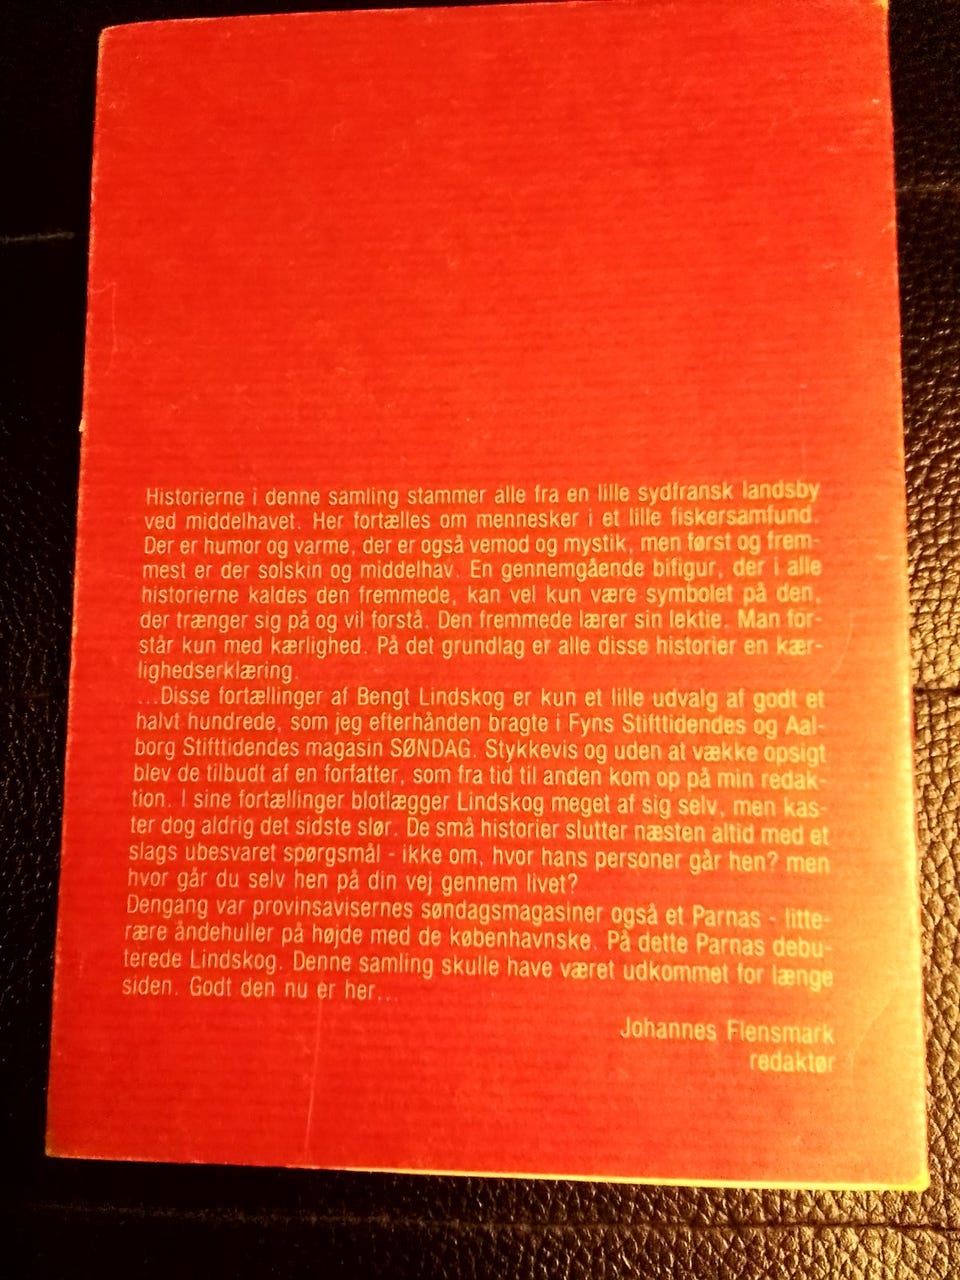 Historierne i denne samling stammer alle fra en lille sydfransk landsby
ved middelhavet. Her fortælles om mennesker i et lille fiskersamfund.
Der er humor og varme, der er også vemod og mystik, men først og frem-
mest er der solskin og middelhav. En gennemgående bifigur, der i alle
historierne kaldes den fremmede, kan vel kun være symbolet på den,
der trænger sig på og vil forstå. Den fremmede lærer sin lektie. Man for-
står kun med kærlighed. På det grundlag er alle disse historier en kær-
lighedserklæring.
...Disse fortællinger af Bengt Lindskog er kun et lille udvalg af godt et
halvt hundrede, som jeg efterhånden bragte i Fyns Stifttidendes og Aal-
borg Stifttidendes magasin SØNDAG. Stykkevis og uden at vække opsigt
blev de tilbudt af en forfatter, som fra tid til anden kom op på min redak-
tion. I sine fortællinger blotlægger Lindskog meget af sig selv, men kas-
ter dog aldrig det sidste slør. De små historier slutter næsten altid med et
slags ubesvaret spørgsmål - ikke om, hvor hans personer går hen? men
hvor går du selv hen på din vej gennem livet?
Dengang var provinsavisernes søndagsmagasiner også et Parnas - litte-
rære åndehuller på højde med de københavnske. På dette Parnas debu-
terede Lindskog. Denne samling skulle have været udkommet for længe
siden. Godt den nu er her...
Johannes Flensmark
redaktør